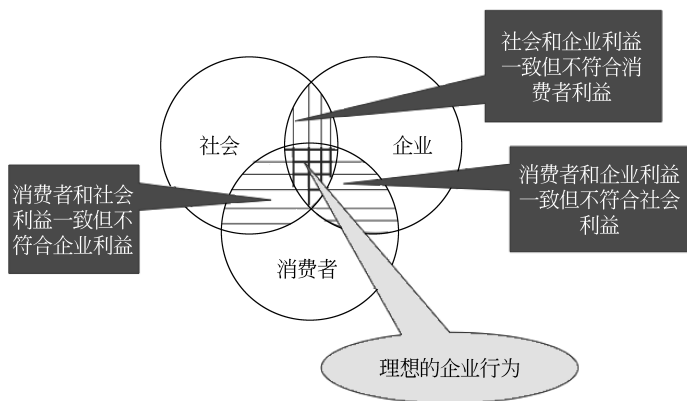 社会和企业利益
一致但不符合消
费者利益
社会
企业
消费者和社会
利益一致但不
符合企业利益
消费者和企业利益
一致但不符合社会
利益
消费者
理想的企业行为